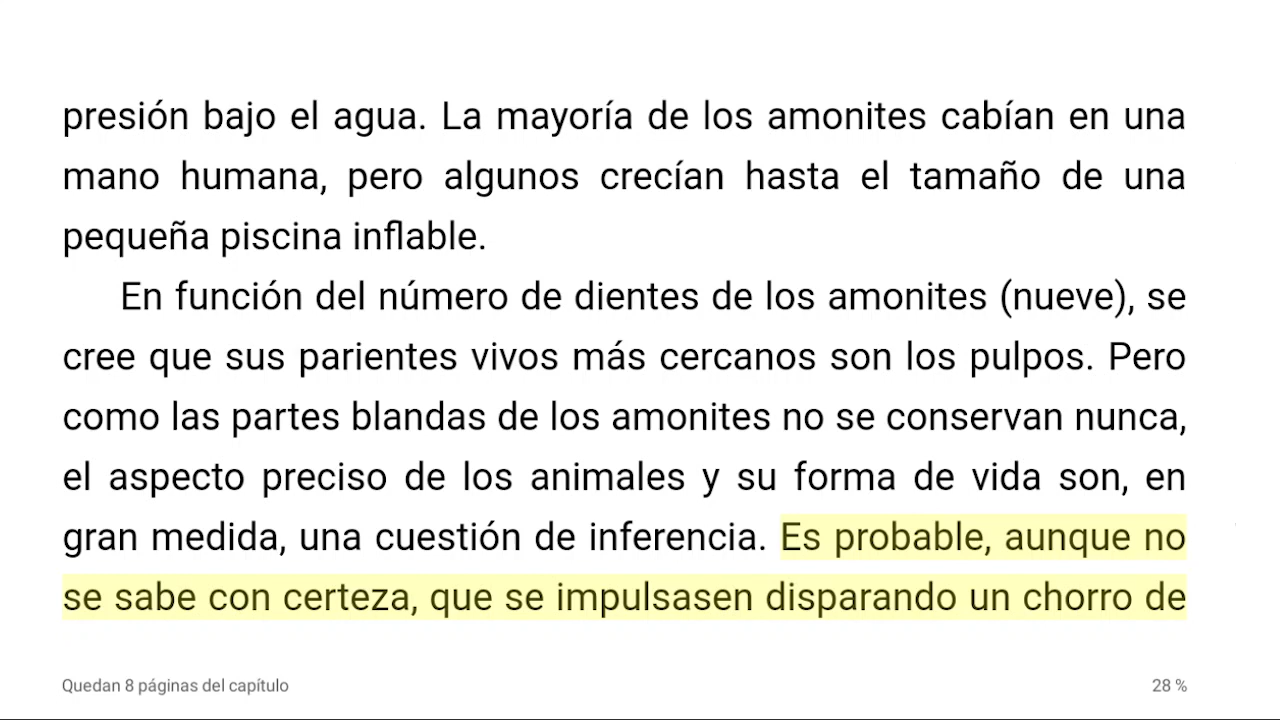 presión bajo el agua. La mayoría de los amonites cabían en una
mano humana, pero algunos crecían hasta el tamaño de una
pequeña piscina inflable.
En función del número de dientes de los amonites (nueve), se
cree que sus parientes vivos más cercanos son los pulpos. Pero
como las partes blandas de los amonites no se conservan nunca,
el aspecto preciso de los animales y su forma de vida son, en
gran medida, una cuestión de inferencia. Es probable, aunque no
se sabe con certeza, que se impulsasen disparando un chorro de
Quedan 8 páginas del capítulo
28 %